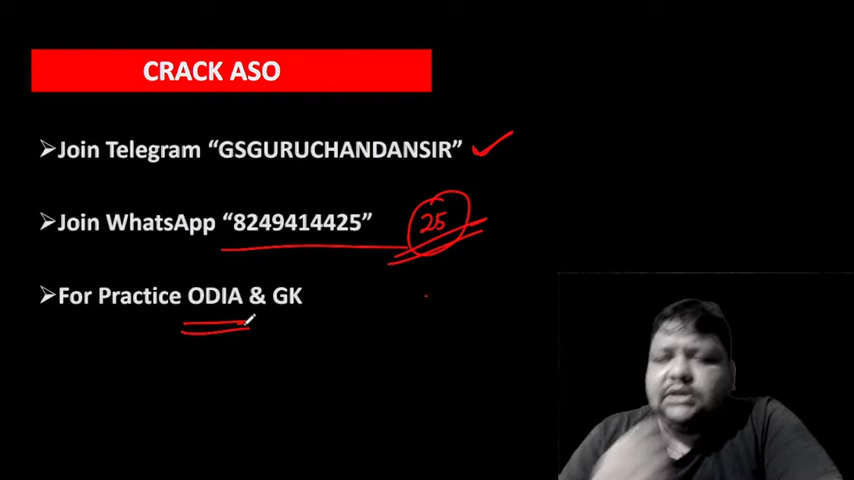 CRACK ASO
➢Join Telegram “GSGURUCHANDANSIR”
➢Join WhatsApp “8249414425” 25
➢For Practice ODIA & GK